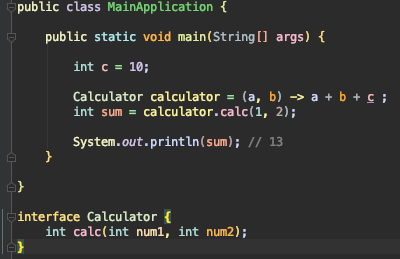 public class MainApplication {
public static void main(String[] args) {
int c = 10;
Calculator calculator = (a, b) -> a + b + c ;
int sum = calculator.calc(1, 2);
System.out.println(sum); // 13
}
}
interface Calculator {
int calc(int num1, int num2);
}